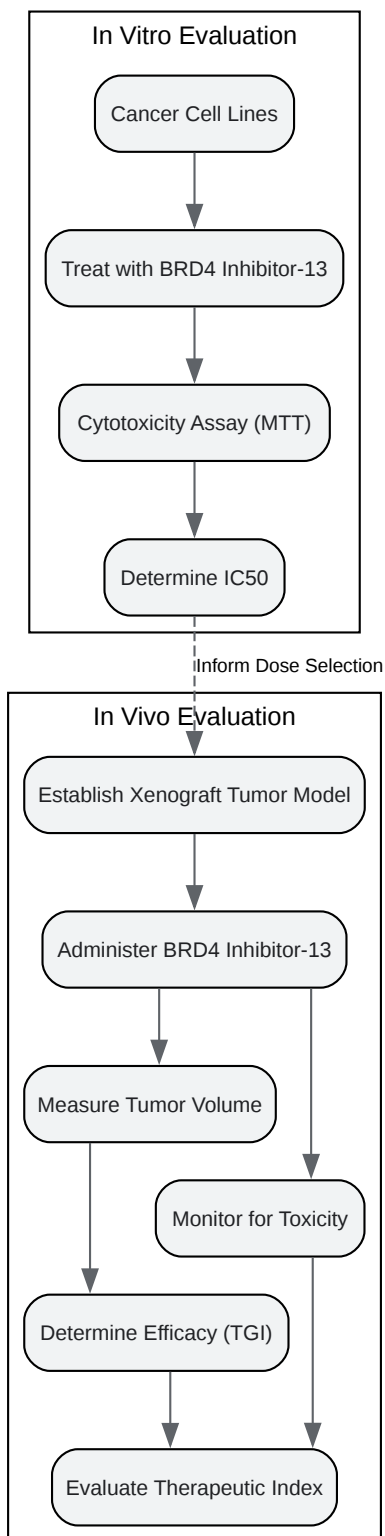 In Vitro Evaluation
Cancer Cell Lines
Treat with BRD4 Inhibitor-13
Cytotoxicity Assay (MTT)
Determine IC50
Inform Dose Selection
In Vivo Evaluation
Establish Xenograft Tumor Model
Administer BRD4 Inhibitor-13
Measure Tumor Volume
Monitor for Toxicity
Determine Efficacy (TGI)
Evaluate Therapeutic Index